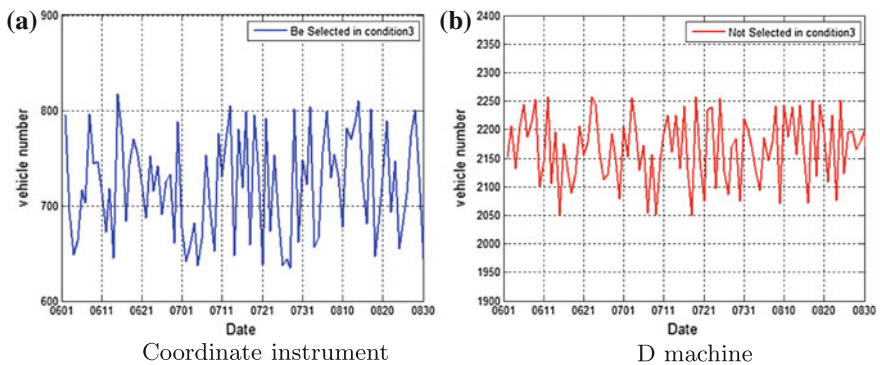 (a)
Be Selected in condition3
900
800
700
600
vehicle number
0601 0611 0621 0701 0711 0721 0731 0810 0820 0830
Date
Coordinate instrument
(b)
Not Selected in condition3
2400
2350
2300
2250
2200
2150
2100
2050
2000
1950
1900
vehicle number
0601 0611 0621 0701 0711 0721 0731 0810 0820 0830
Date
D machine